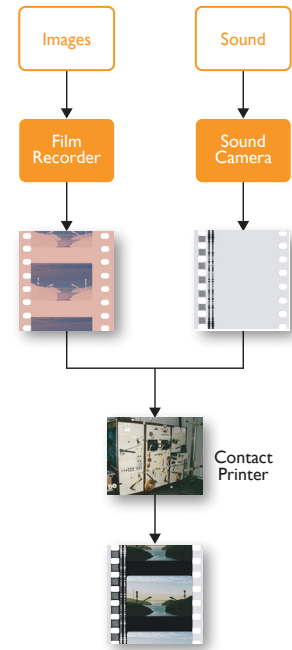 Images
Sound
Film
Recorder
Sound
Camera
Contact
Printer